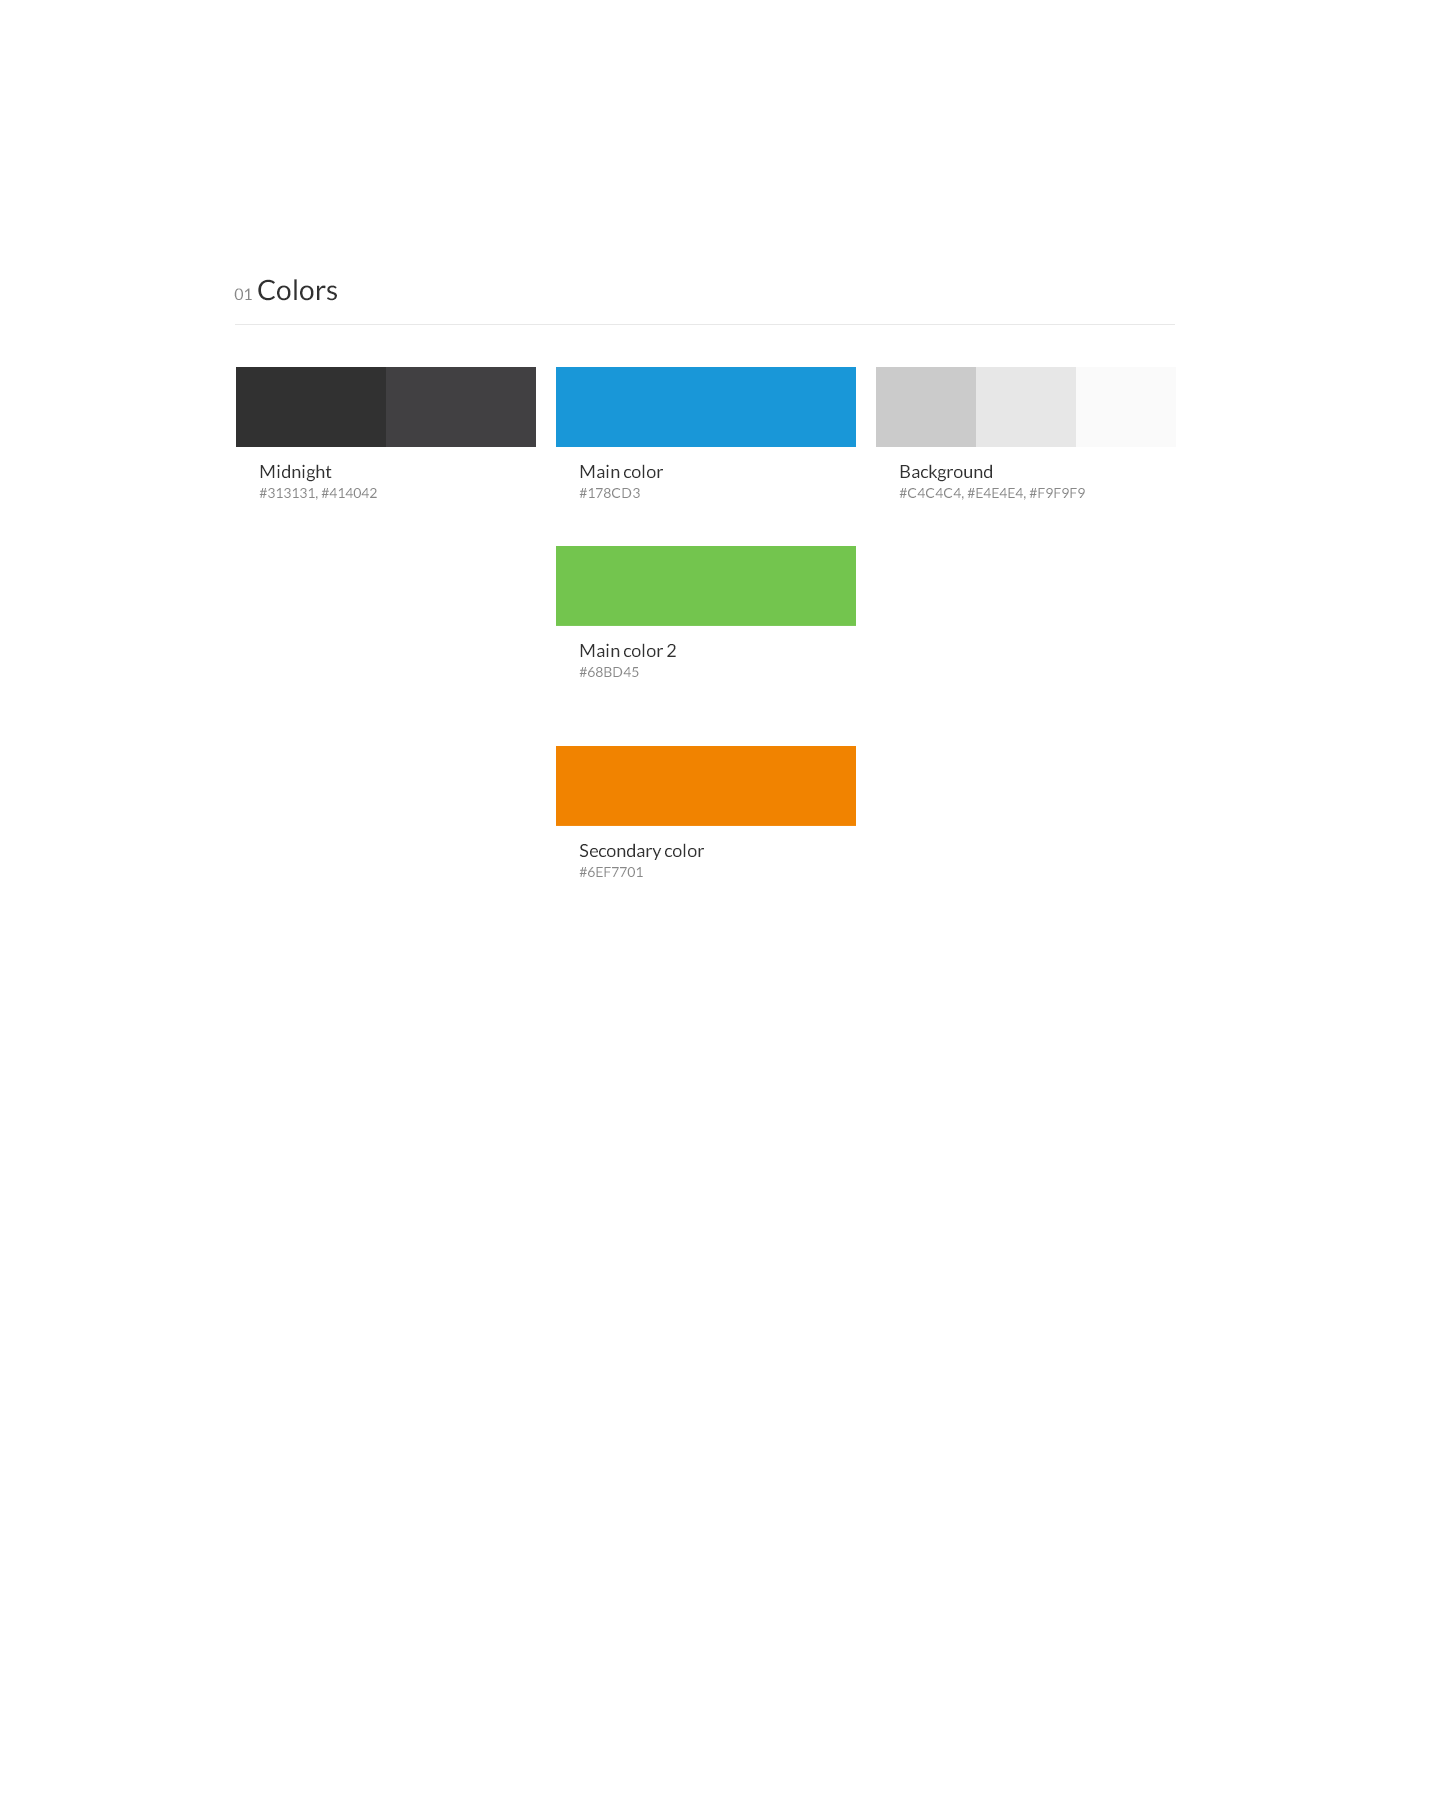 01 Colors
Midnight
#313131, #414042
Main color
#178CD3
Background
#C4C4C4, #E4E4E4, #F9F9F9
Main color 2
#68BD45
Secondary color
#6EF7701